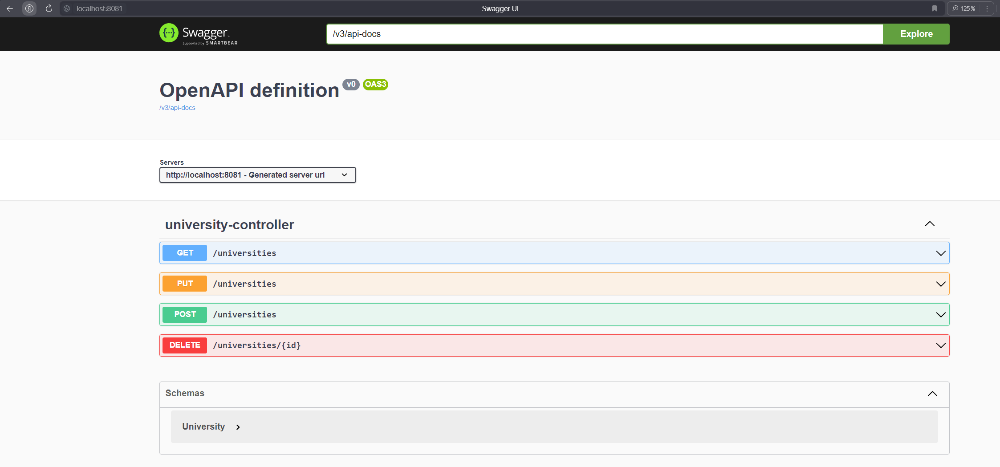 localhost:8081
Swagger UI
125 %
Swagger
Supported by SMARTBEAR
/v3/api-docs
Explore
OpenAPI definition v0 OAS3
/v3/api-docs
Servers
http://localhost:8081 - Generated server url
university-controller
GET /universities
PUT /universities
POST /universities
DELETE /universities/{id}
Schemas
University